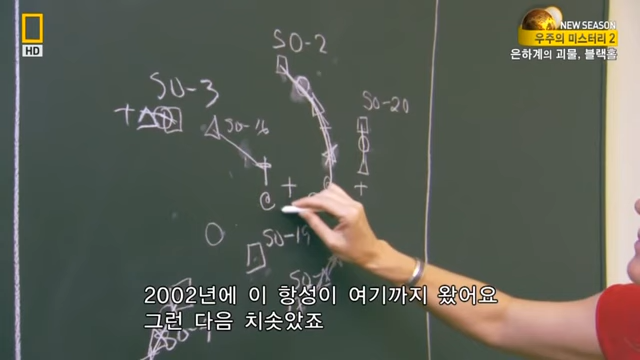 NEW SEASON
우주의 미스터리 2
은하계의 괴물, 블랙홀
HD
SO-2
SO-3
SO-20
SO-16
SO-19
2002년에 이 항성이 여기까지 왔어요
그런 다음 치솟았죠